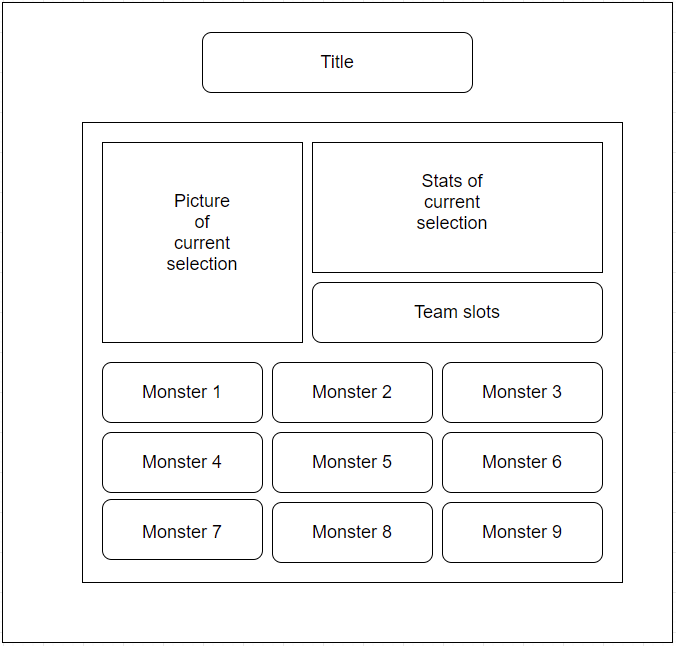 Title
Picture
of
current
selection
Stats of
current
selection
Team slots
Monster 1
Monster 2
Monster 3
Monster 4
Monster 5
Monster 6
Monster 7
Monster 8
Monster 9